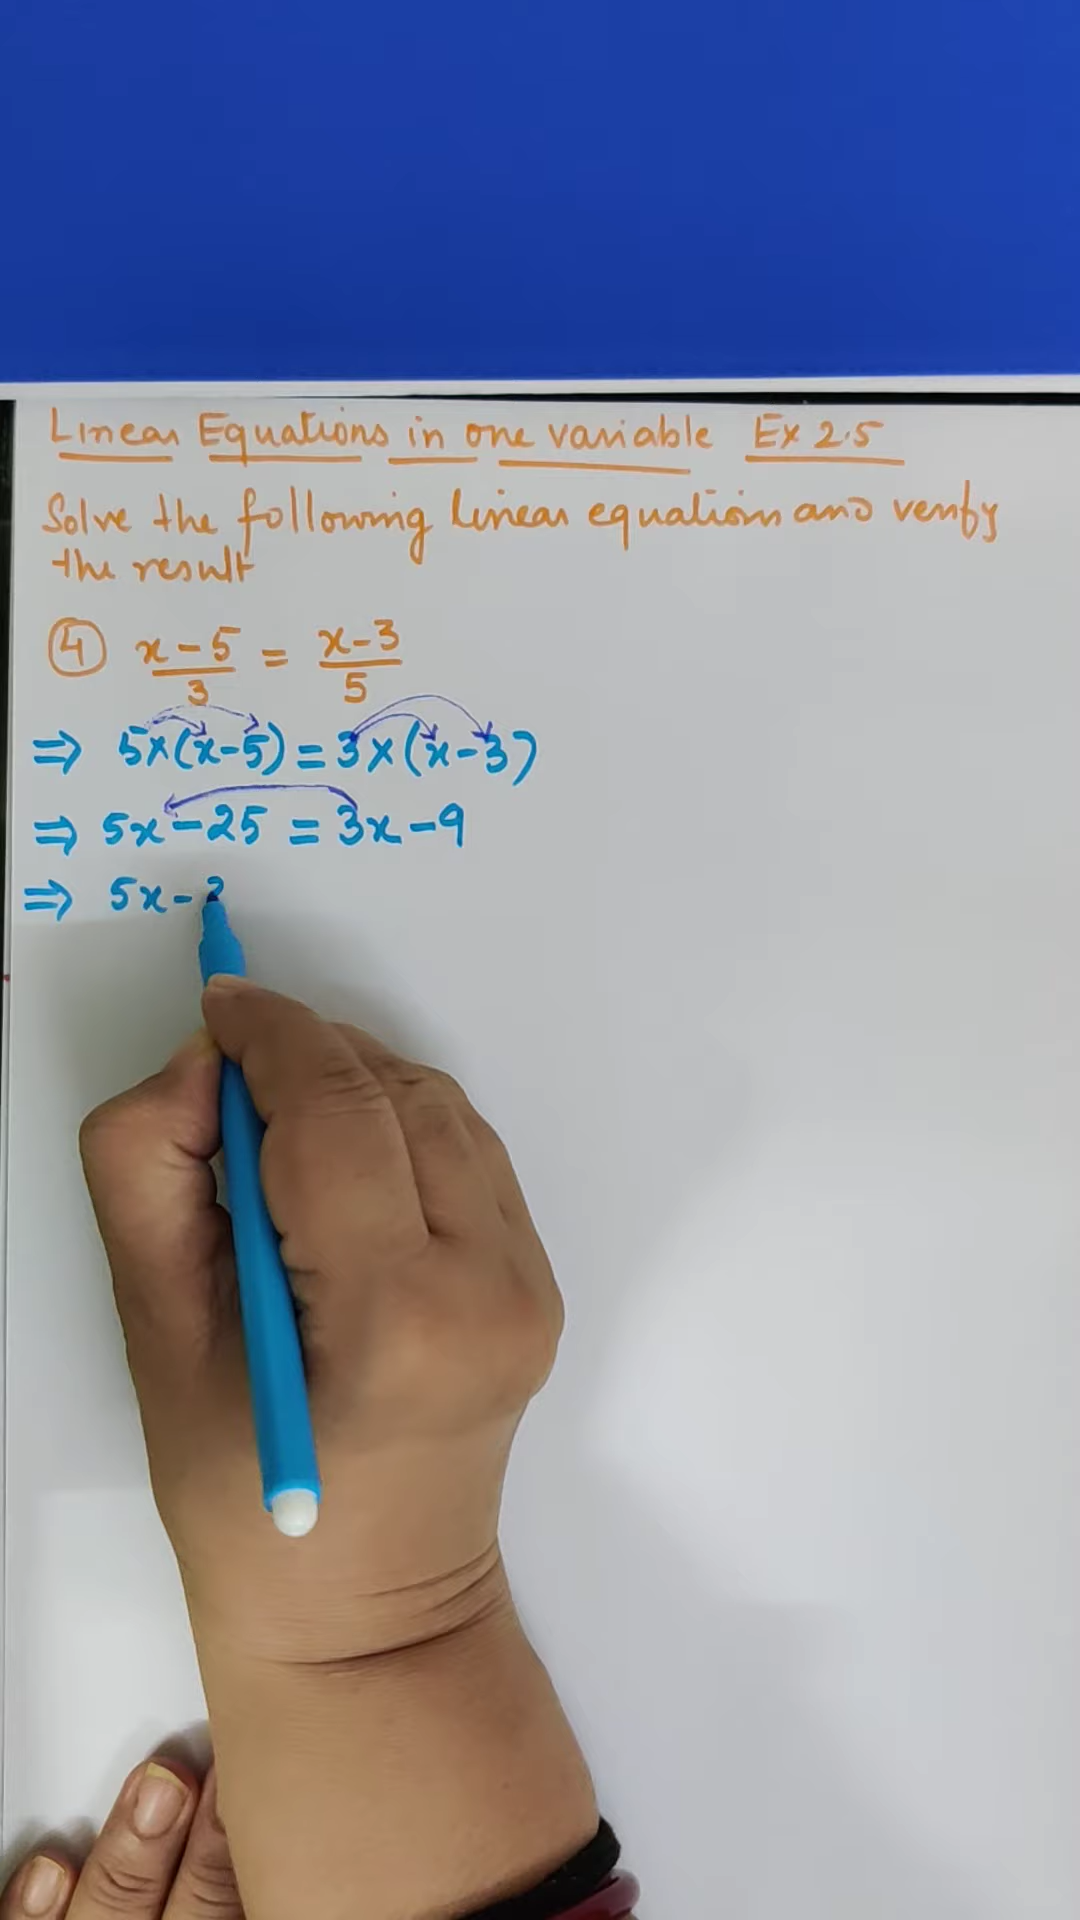 Linear Equations in one variable Ex 2.5
Solve the following linear equation and verify
the result
④ x-5/3 = x-3/5
⇒ 5×(x-5) = 3×(x-3)
⇒ 5x-25 = 3x-9
⇒ 5x-